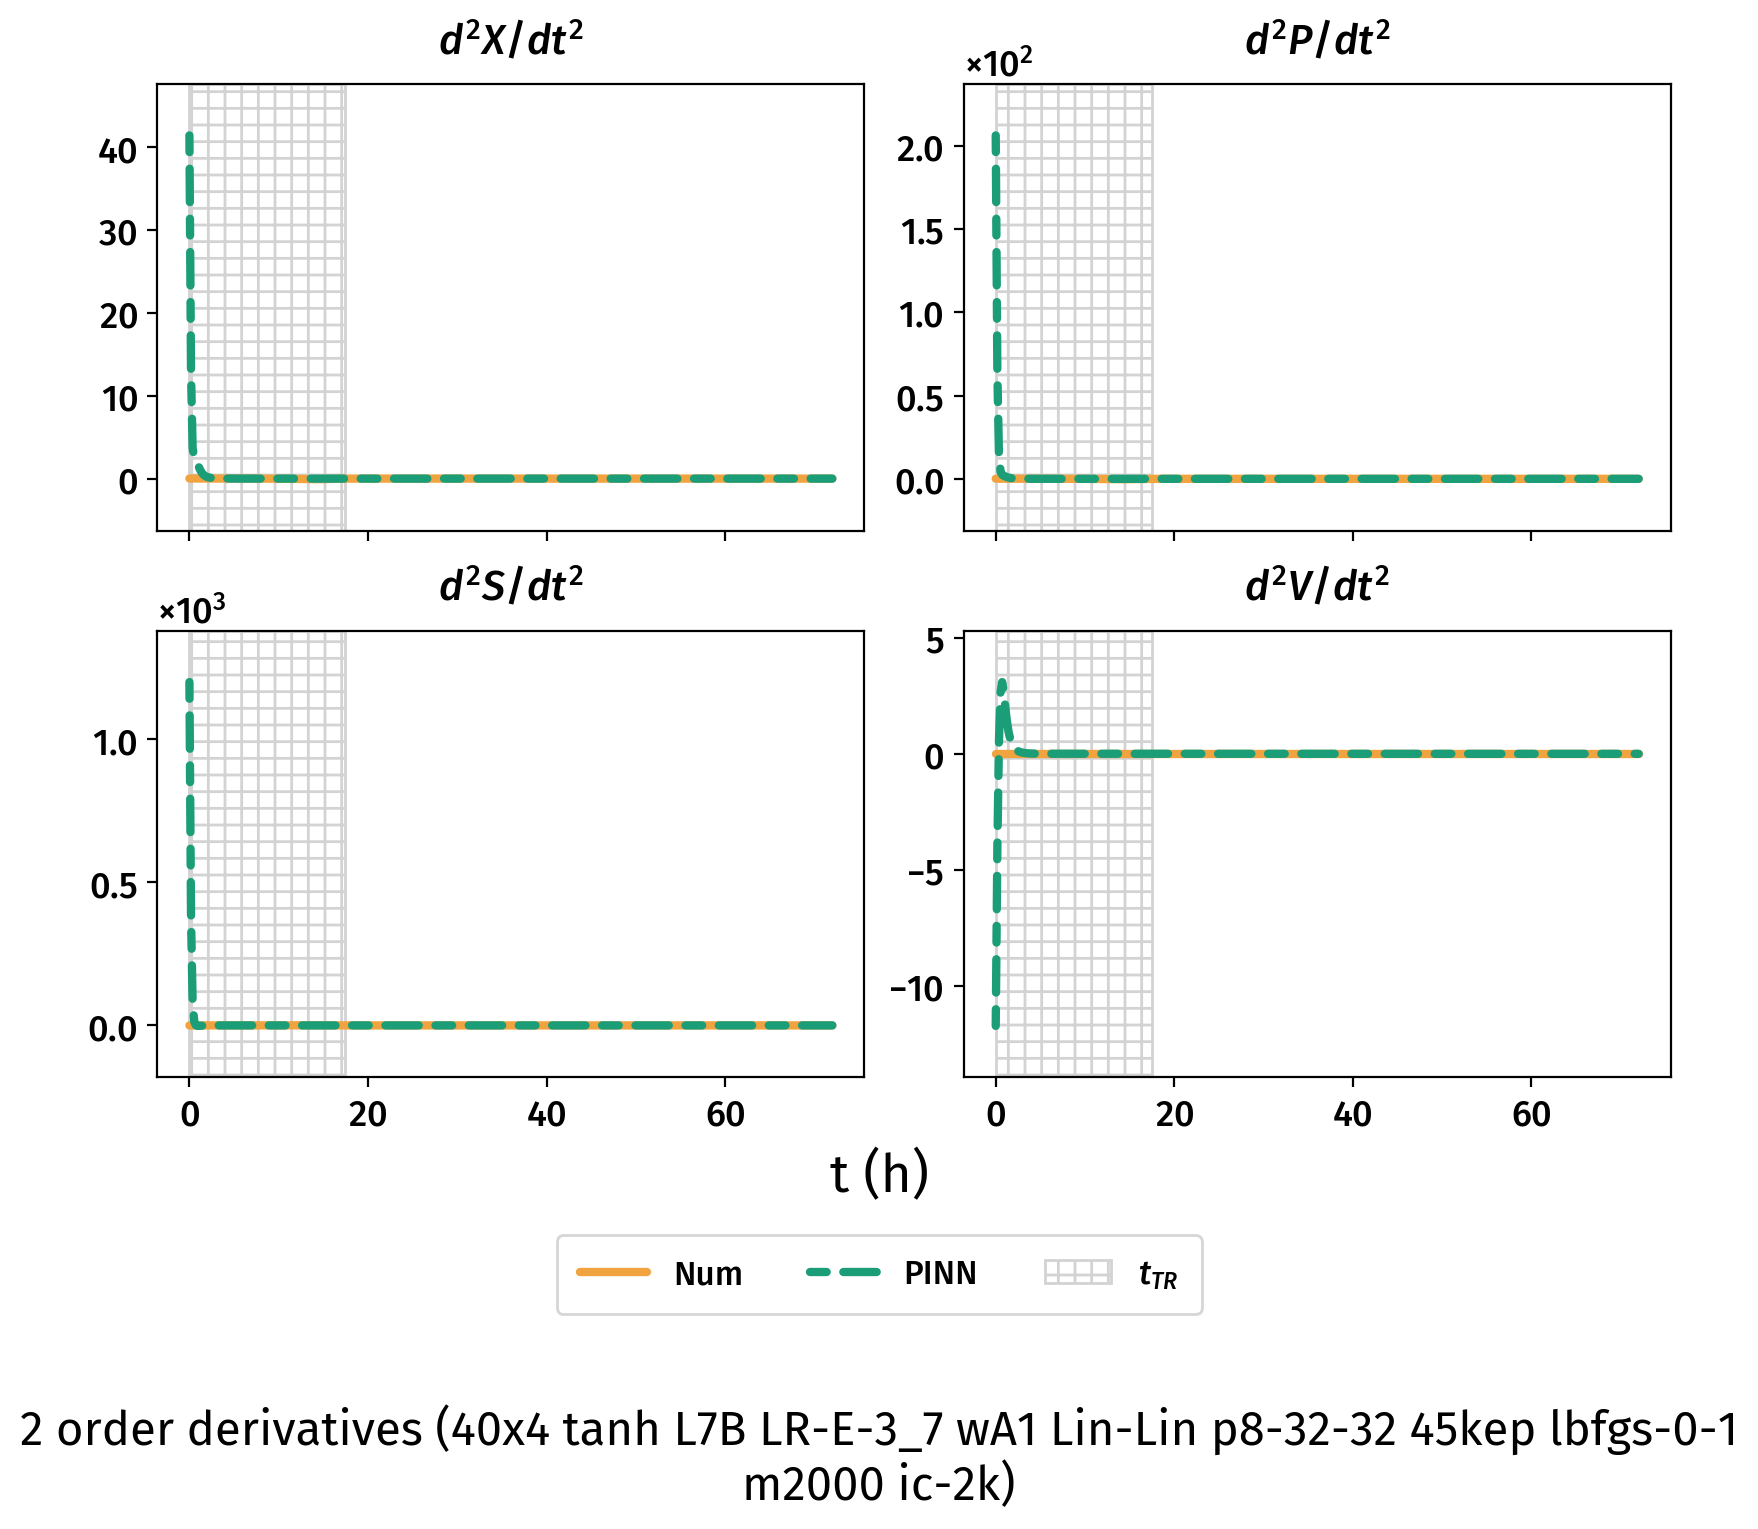 d²X/dt²
40
30
20
10
0
d²P/dt²
×10²
2.0
1.5
1.0
0.5
0.0
d²S/dt²
×10³
1.0
0.5
0.0
0 20 40 60
d²V/dt²
5
0
−5
−10
0 20 40 60
t (h)
Num PINN t_TR
2 order derivatives (40x4 tanh L7B LR-E-3_7 wA1 Lin-Lin p8-32-32 45kep lbfgs-0-1
m2000 ic-2k)